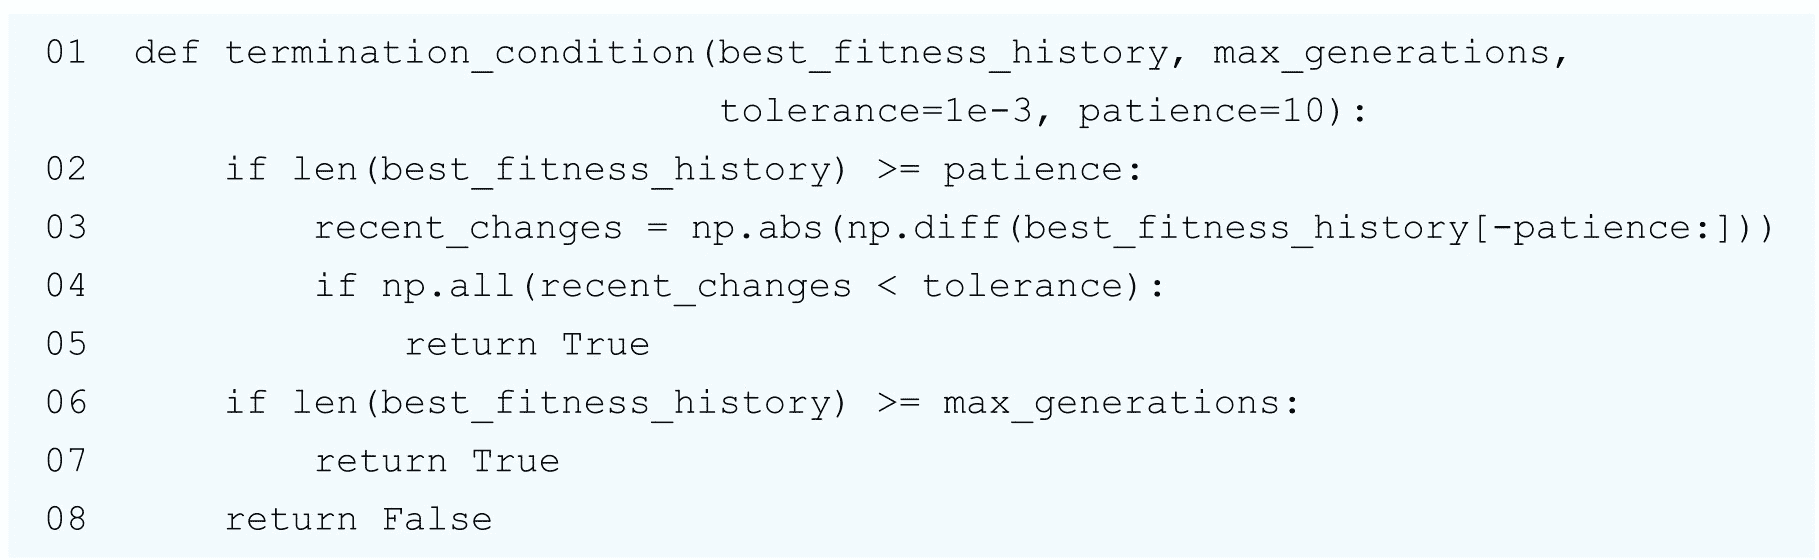 01  def termination_condition(best_fitness_history, max_generations,
                              tolerance=1e-3, patience=10):
02      if len(best_fitness_history) >= patience:
03          recent_changes = np.abs(np.diff(best_fitness_history[-patience:]))
04          if np.all(recent_changes < tolerance):
05              return True
06      if len(best_fitness_history) >= max_generations:
07          return True
08      return False